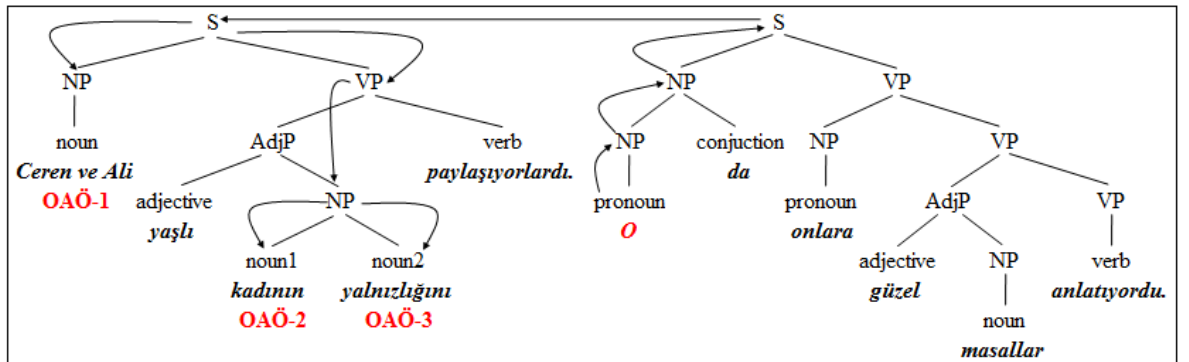 S S
NP VP NP VP
noun AdjP verb NP conjuction NP VP
Ceren ve Ali paylaşıyorlardı. da
OAÖ-1 adjective NP pronoun pronoun AdjP VP
yaşlı O onlara
noun1 noun2 adjective NP verb
kadının yalnızlığını güzel anlatıyordu.
OAÖ-2 OAÖ-3 noun
masallar